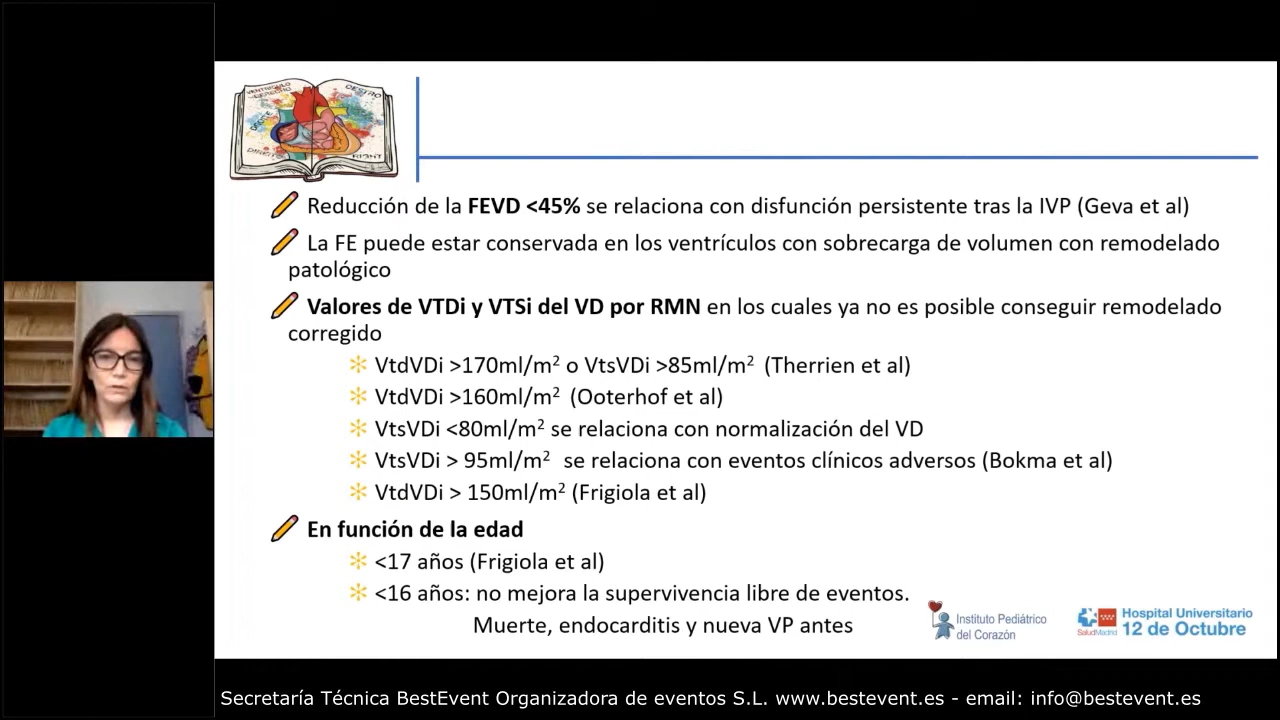 VENTRÍCULO
DESTRO
DIREITO
RIGHT
Reducción de la FEVD <45% se relaciona con disfunción persistente tras la IVP (Geva et al)
La FE puede estar conservada en los ventrículos con sobrecarga de volumen con remodelado
patológico
Valores de VTDi y VTSi del VD por RMN en los cuales ya no es posible conseguir remodelado
corregido
VtdVDi >170ml/m² o VtsVDi >85ml/m² (Therrien et al)
VtdVDi >160ml/m² (Ooterhof et al)
VtsVDi <80ml/m² se relaciona con normalización del VD
VtsVDi > 95ml/m² se relaciona con eventos clínicos adversos (Bokma et al)
VtdVDi > 150ml/m² (Frigiola et al)
En función de la edad
<17 años (Frigiola et al)
<16 años: no mejora la supervivencia libre de eventos.
Muerte, endocarditis y nueva VP antes
Instituto Pediátrico
del Corazón
SaludMadrid
Hospital Universitario
12 de Octubre
Secretaría Técnica BestEvent Organizadora de eventos S.L. www.bestevent.es - email: info@bestevent.es